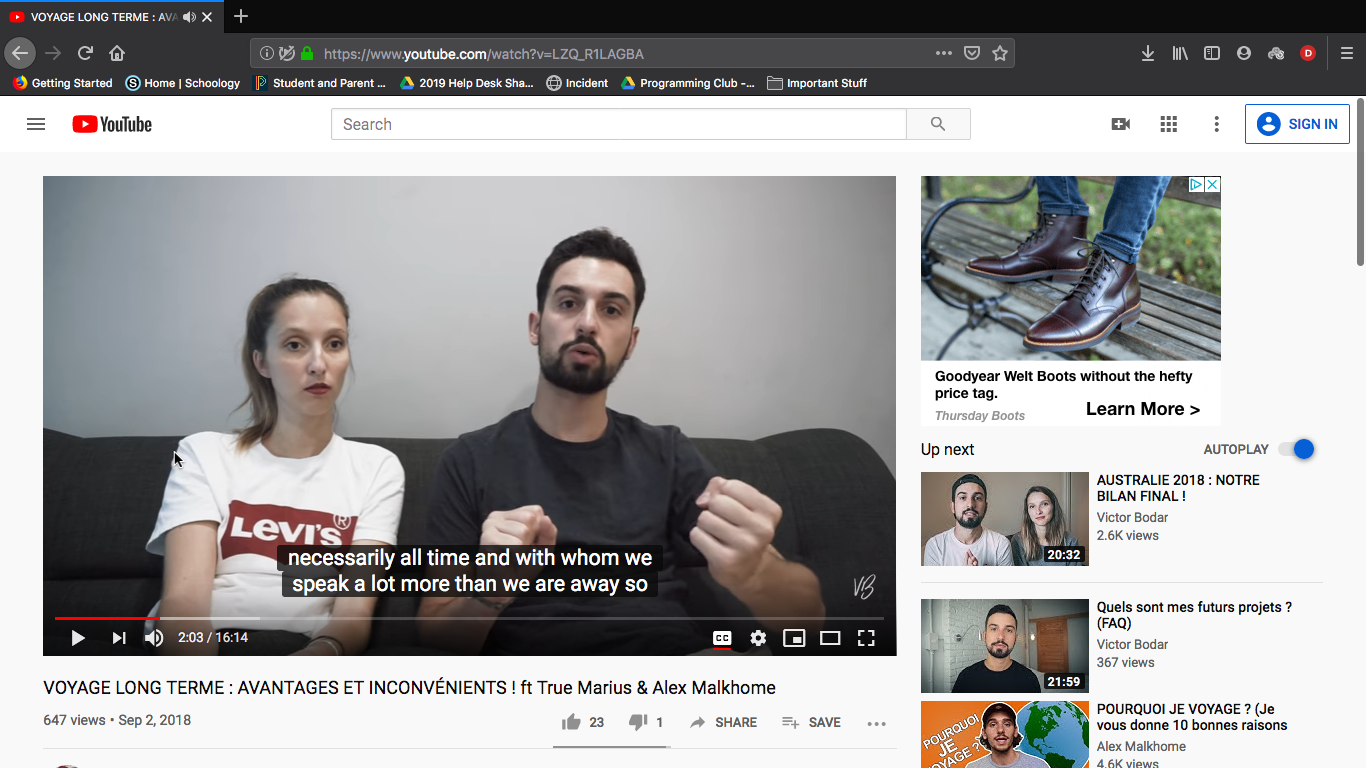 VOYAGE LONG TERME : AVA
https://www.youtube.com/watch?v=LZQ_R1LAGBA
D
Getting Started
Home | Schoology
Student and Parent ...
2019 Help Desk Sha...
Incident
Programming Club -...
Important Stuff
YouTube
Search
SIGN IN
LEVI'S®
necessarily all time and with whom we
speak a lot more than we are away so
VB
2:03 / 16:14
CC
VOYAGE LONG TERME : AVANTAGES ET INCONVÉNIENTS ! ft True Marius & Alex Malkhome
647 views • Sep 2, 2018
23
1
SHARE
SAVE
Goodyear Welt Boots without the hefty
price tag.
Thursday Boots
Learn More >
Up next
AUTOPLAY
20:32
AUSTRALIE 2018 : NOTRE
BILAN FINAL !
Victor Bodar
2.6K views
21:59
Quels sont mes futurs projets ?
(FAQ)
Victor Bodar
367 views
POURQUOI
JE
VOYAGE ?
POURQUOI JE VOYAGE ? (Je
vous donne 10 bonnes raisons
Alex Malkhome
4.6K views